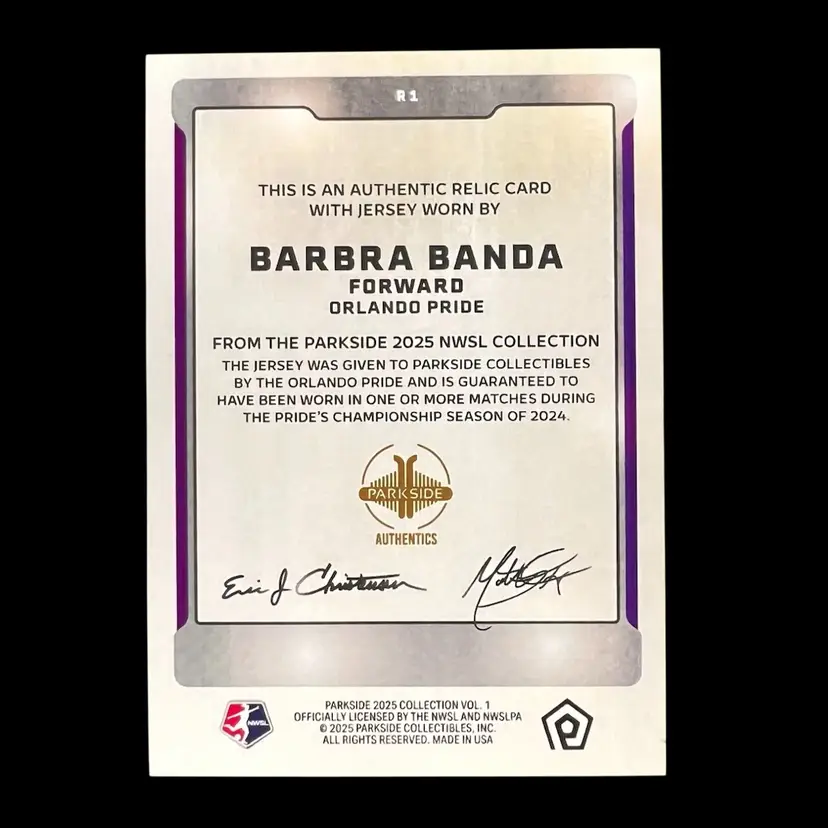 R1
THIS IS AN AUTHENTIC RELIC CARD
WITH JERSEY WORN BY
BARBRA BANDA
FORWARD
ORLANDO PRIDE
FROM THE PARKSIDE 2025 NWSL COLLECTION
THE JERSEY WAS GIVEN TO PARKSIDE COLLECTIBLES
BY THE ORLANDO PRIDE AND IS GUARANTEED TO
HAVE BEEN WORN IN ONE OR MORE MATCHES DURING
THE PRIDE'S CHAMPIONSHIP SEASON OF 2024.
PARKSIDE
AUTHENTICS
Eric J Christensen
NWSL
PARKSIDE 2025 COLLECTION VOL. 1
OFFICIALLY LICENSED BY THE NWSL AND NWSLPA
© 2025 PARKSIDE COLLECTIBLES, INC.
ALL RIGHTS RESERVED. MADE IN USA